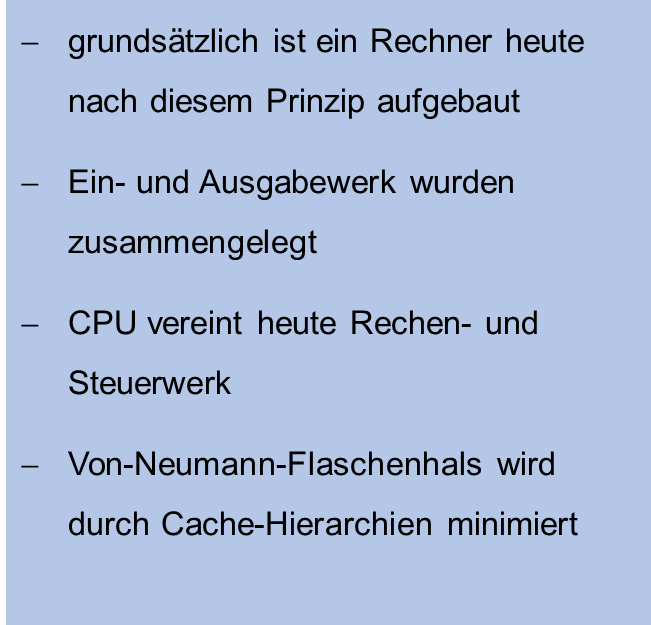 – grundsätzlich ist ein Rechner heute
nach diesem Prinzip aufgebaut
– Ein- und Ausgabewerk wurden
zusammengelegt
– CPU vereint heute Rechen- und
Steuerwerk
– Von-Neumann-Flaschenhals wird
durch Cache-Hierarchien minimiert